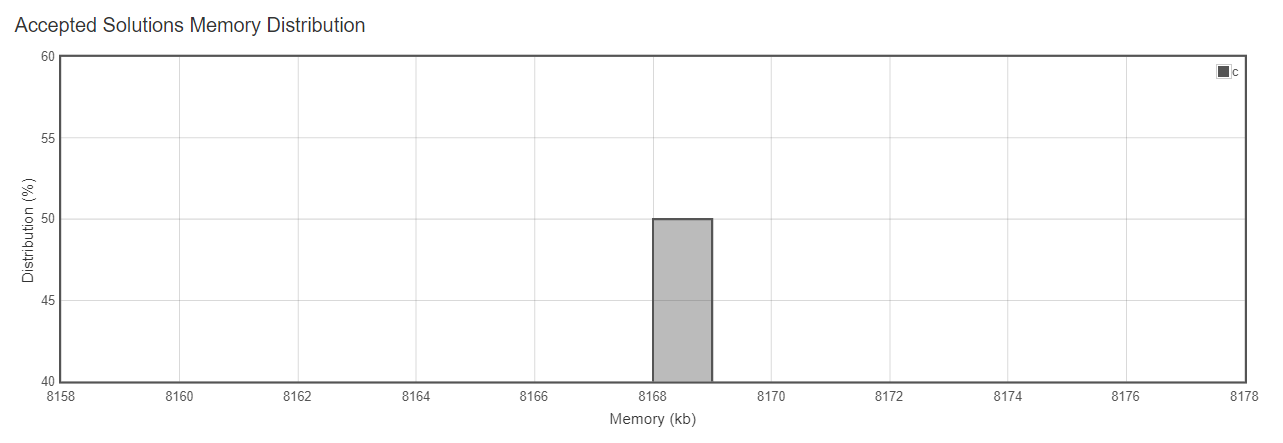 Accepted Solutions Memory Distribution
60
c
55
50
45
40
Distribution (%)
8158 8160 8162 8164 8166 8168 8170 8172 8174 8176 8178
Memory (kb)